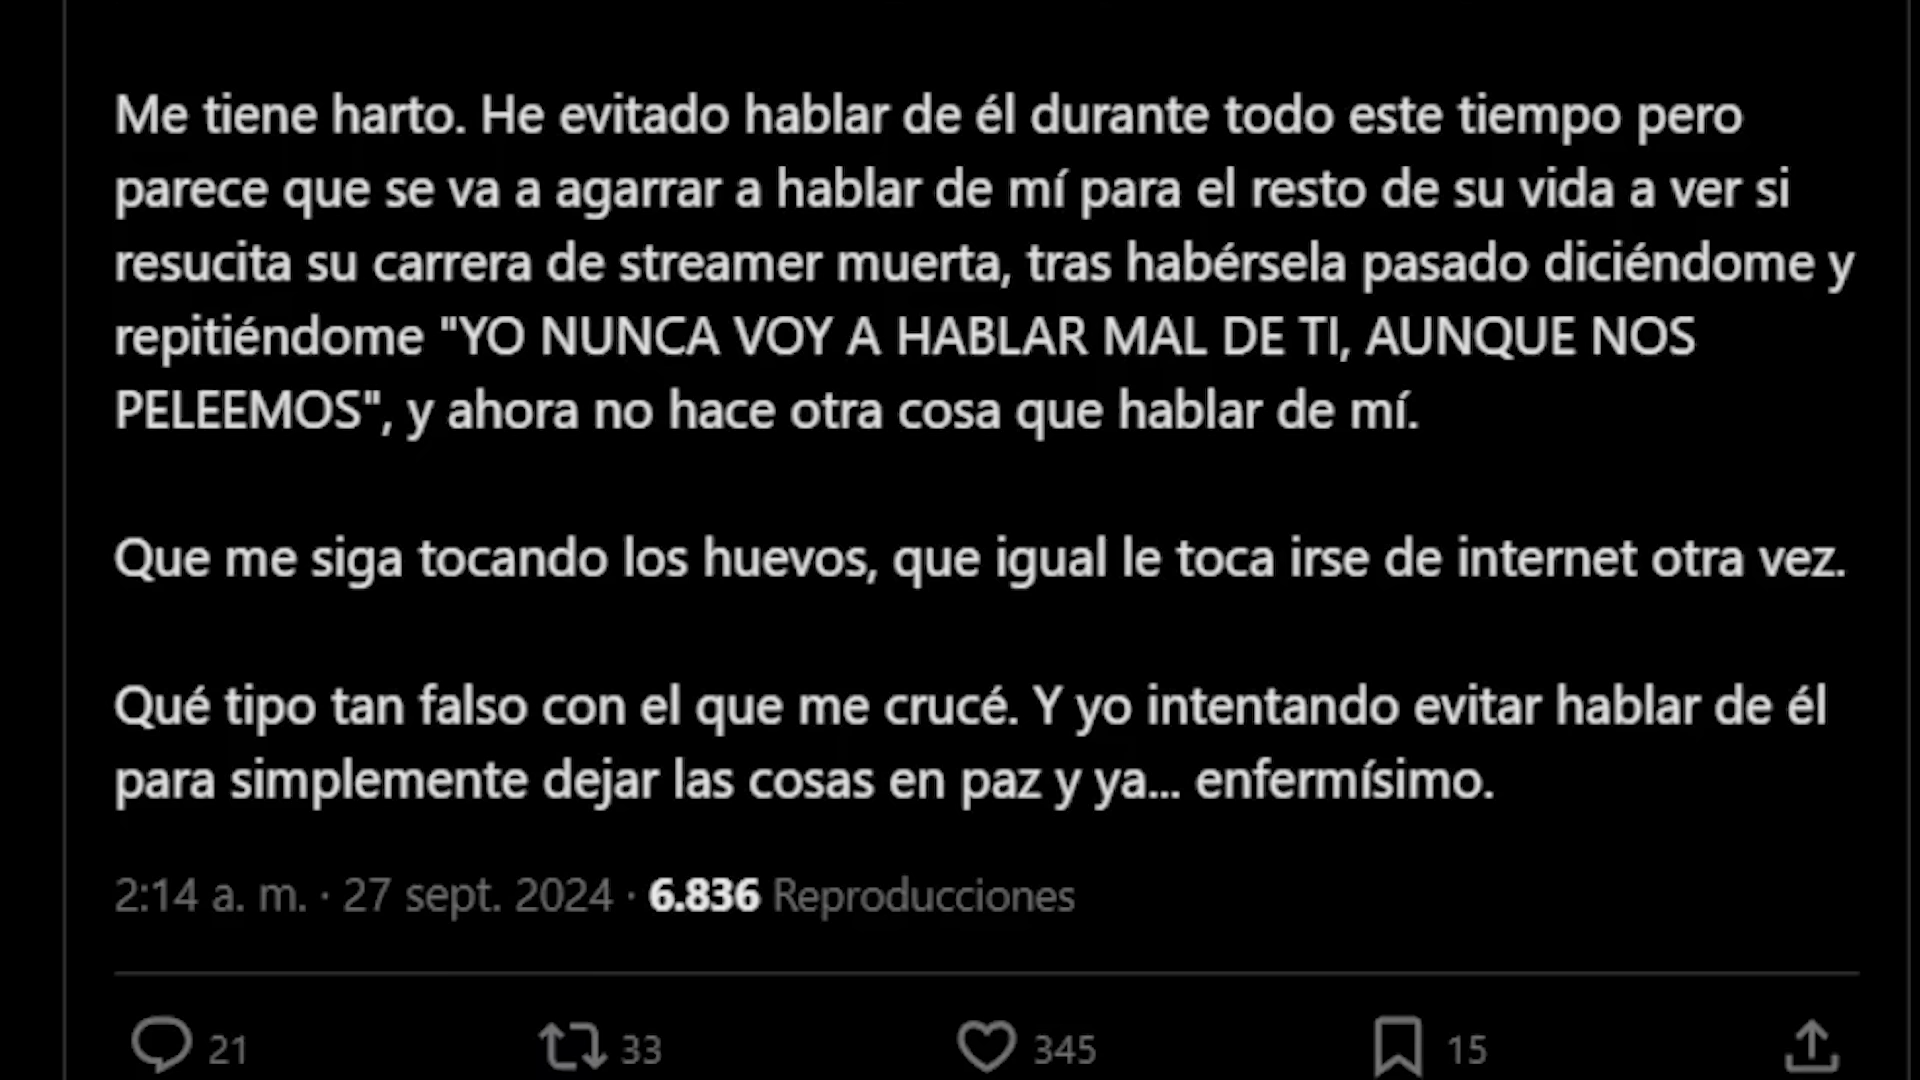 Me tiene harto. He evitado hablar de él durante todo este tiempo pero
parece que se va a agarrar a hablar de mí para el resto de su vida a ver si
resucita su carrera de streamer muerta, tras habérsela pasado diciéndome y
repitiéndome "YO NUNCA VOY A HABLAR MAL DE TI, AUNQUE NOS
PELEEMOS", y ahora no hace otra cosa que hablar de mí.
Que me siga tocando los huevos, que igual le toca irse de internet otra vez.
Qué tipo tan falso con el que me crucé. Y yo intentando evitar hablar de él
para simplemente dejar las cosas en paz y ya... enfermísimo.
2:14 a. m. · 27 sept. 2024 · 6.836 Reproducciones
21 33 345 15